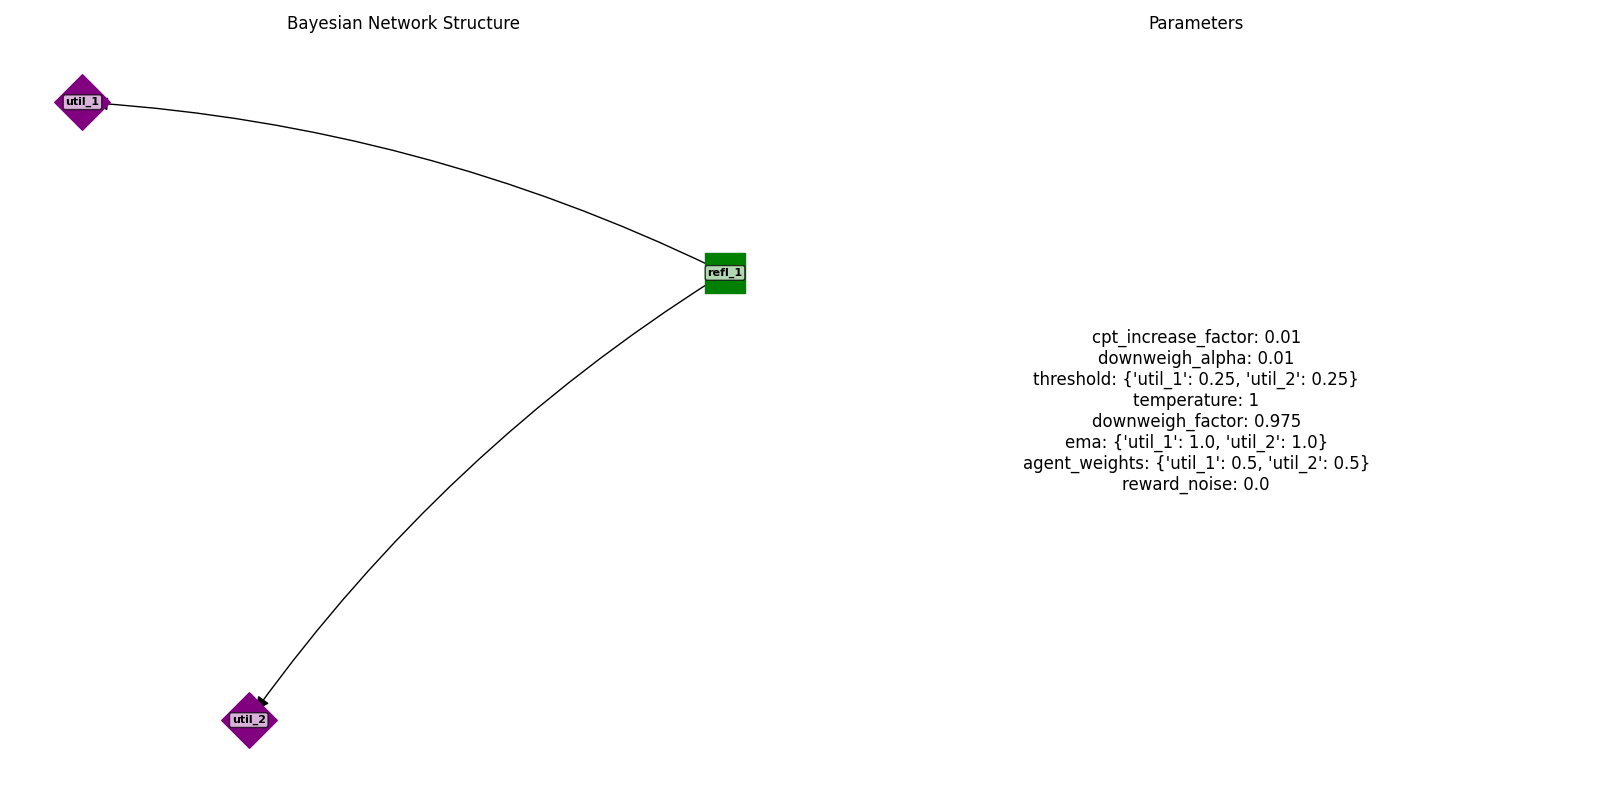 Bayesian Network Structure
Parameters
util_1
refl_1
cpt_increase_factor: 0.01
downweigh_alpha: 0.01
threshold: {'util_1': 0.25, 'util_2': 0.25}
temperature: 1
downweigh_factor: 0.975
ema: {'util_1': 1.0, 'util_2': 1.0}
agent_weights: {'util_1': 0.5, 'util_2': 0.5}
reward_noise: 0.0
util_2